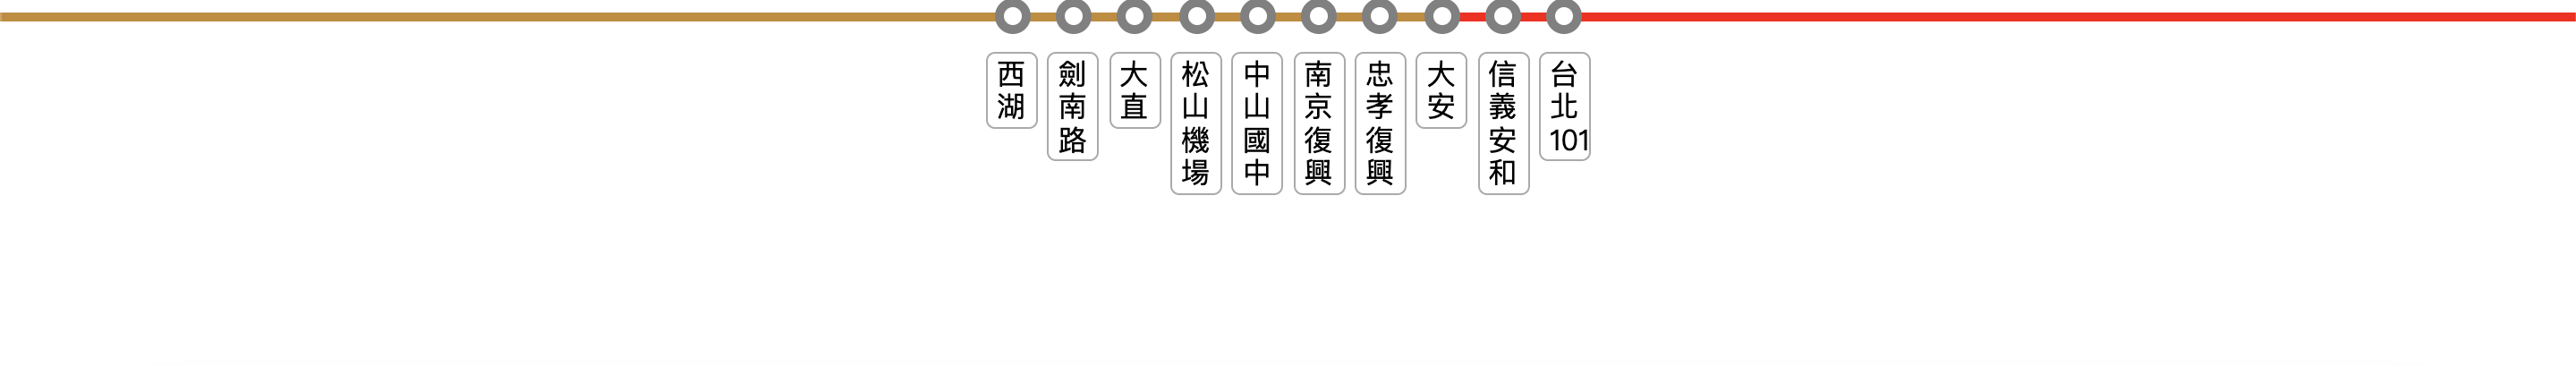 西湖
劍南路
大直
松山機場
中山國中
南京復興
忠孝復興
大安
信義安和
台北101